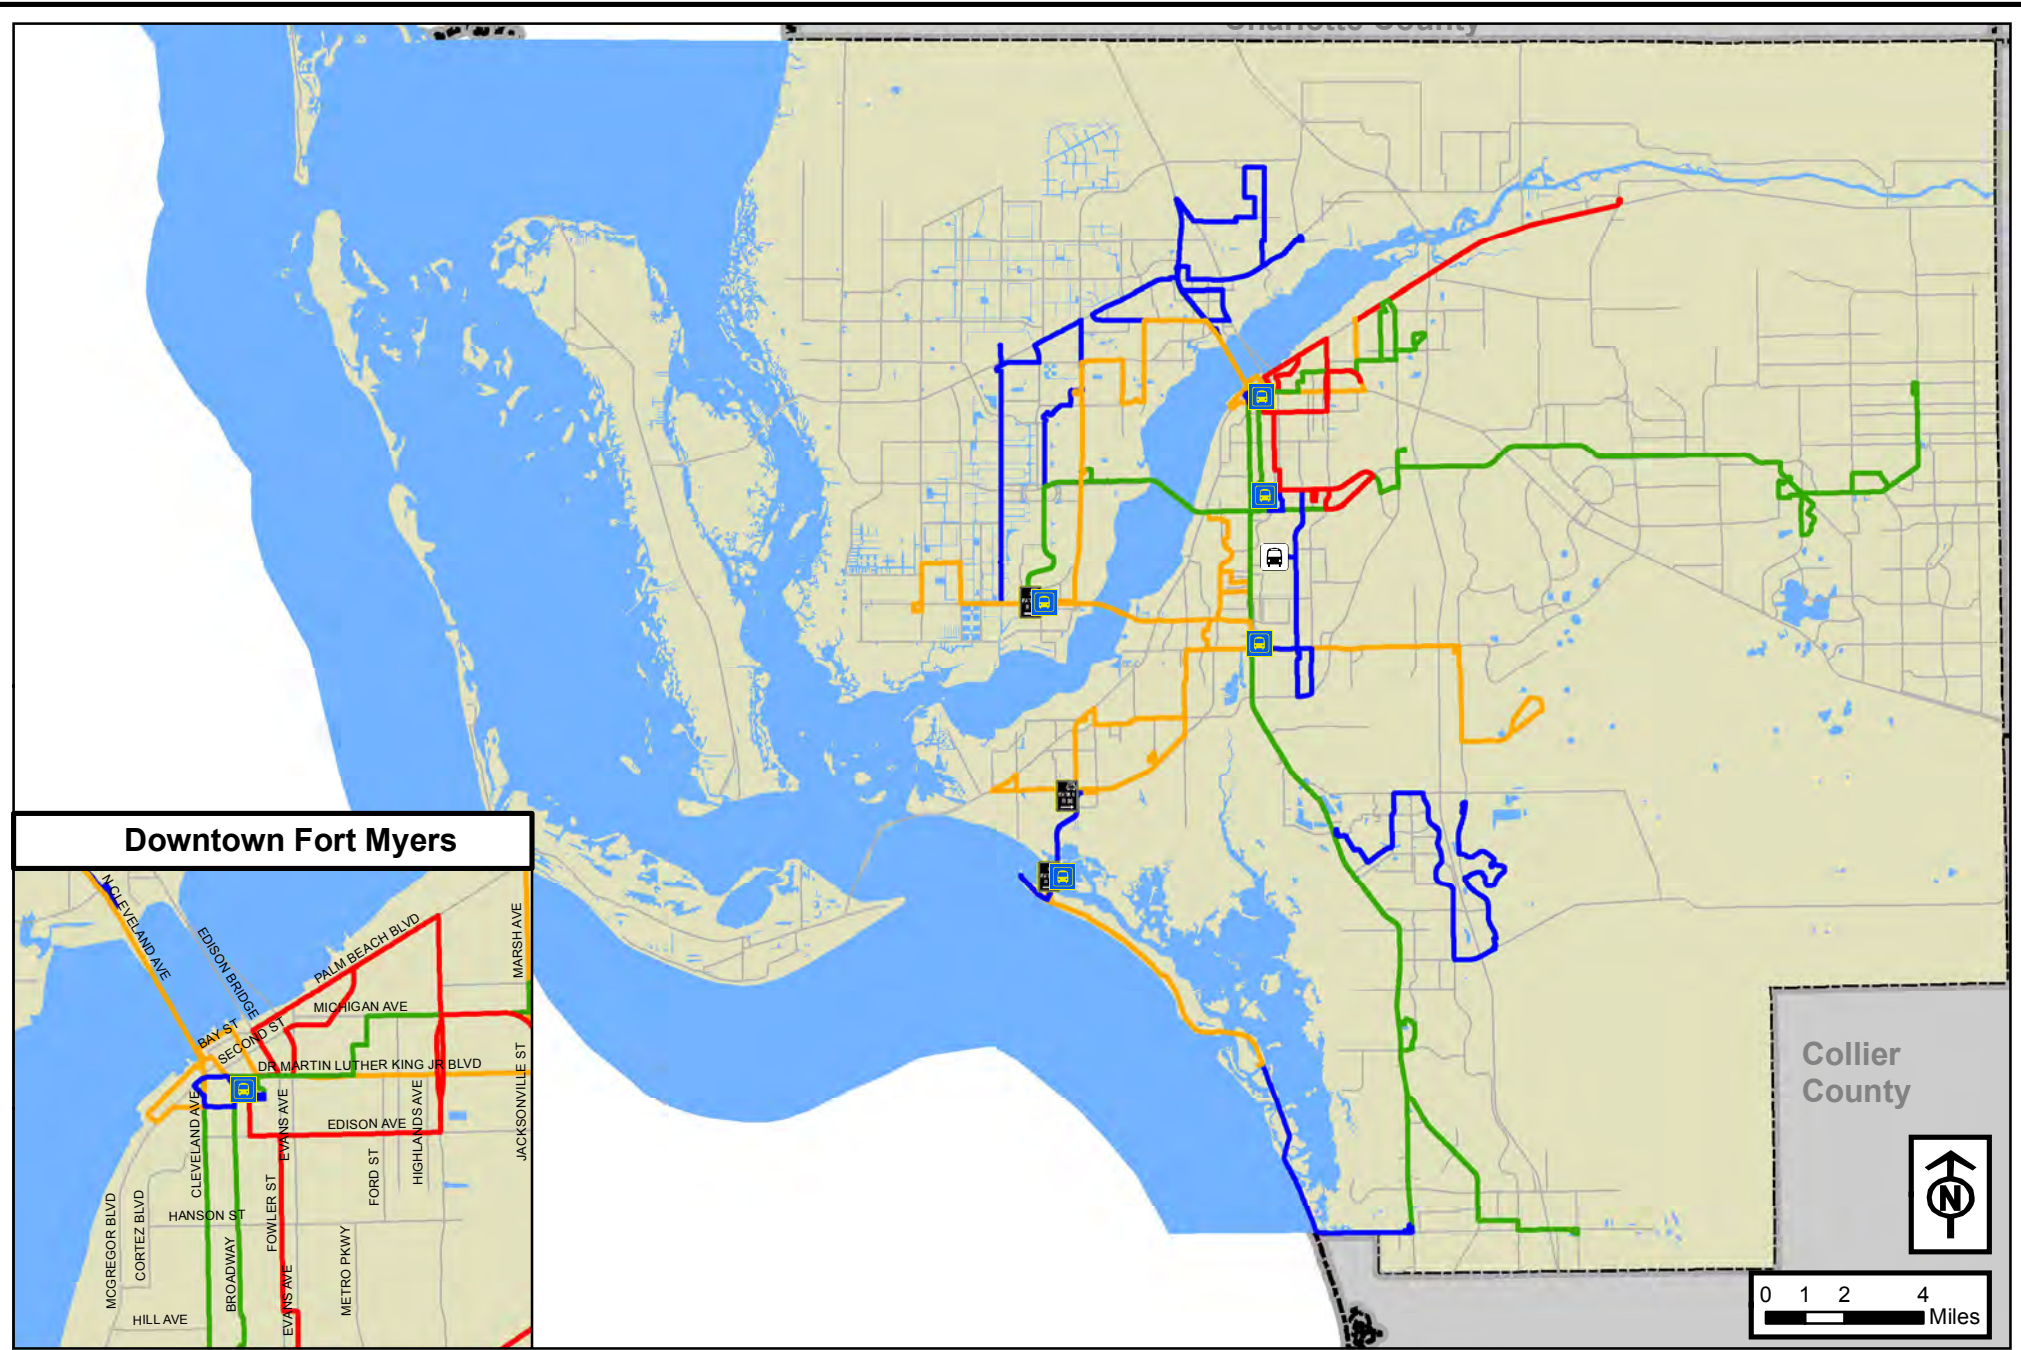 Charlotte County
Downtown Fort Myers
N CLEVELAND AVE
EDISON BRIDGE
PALM BEACH BLVD
MARSH AVE
MICHIGAN AVE
BAY ST
SECOND ST
DR MARTIN LUTHER KING JR BLVD
CLEVELAND AVE
EVANS AVE
EDISON AVE
HIGHLANDS AVE
JACKSONVILLE ST
FORD ST
MCGREGOR BLVD
CORTEZ BLVD
HANSON ST
FOWLER ST
BROADWAY
METRO PKWY
EVANS AVE
HILL AVE
Collier
County
N
0 1 2 4
Miles